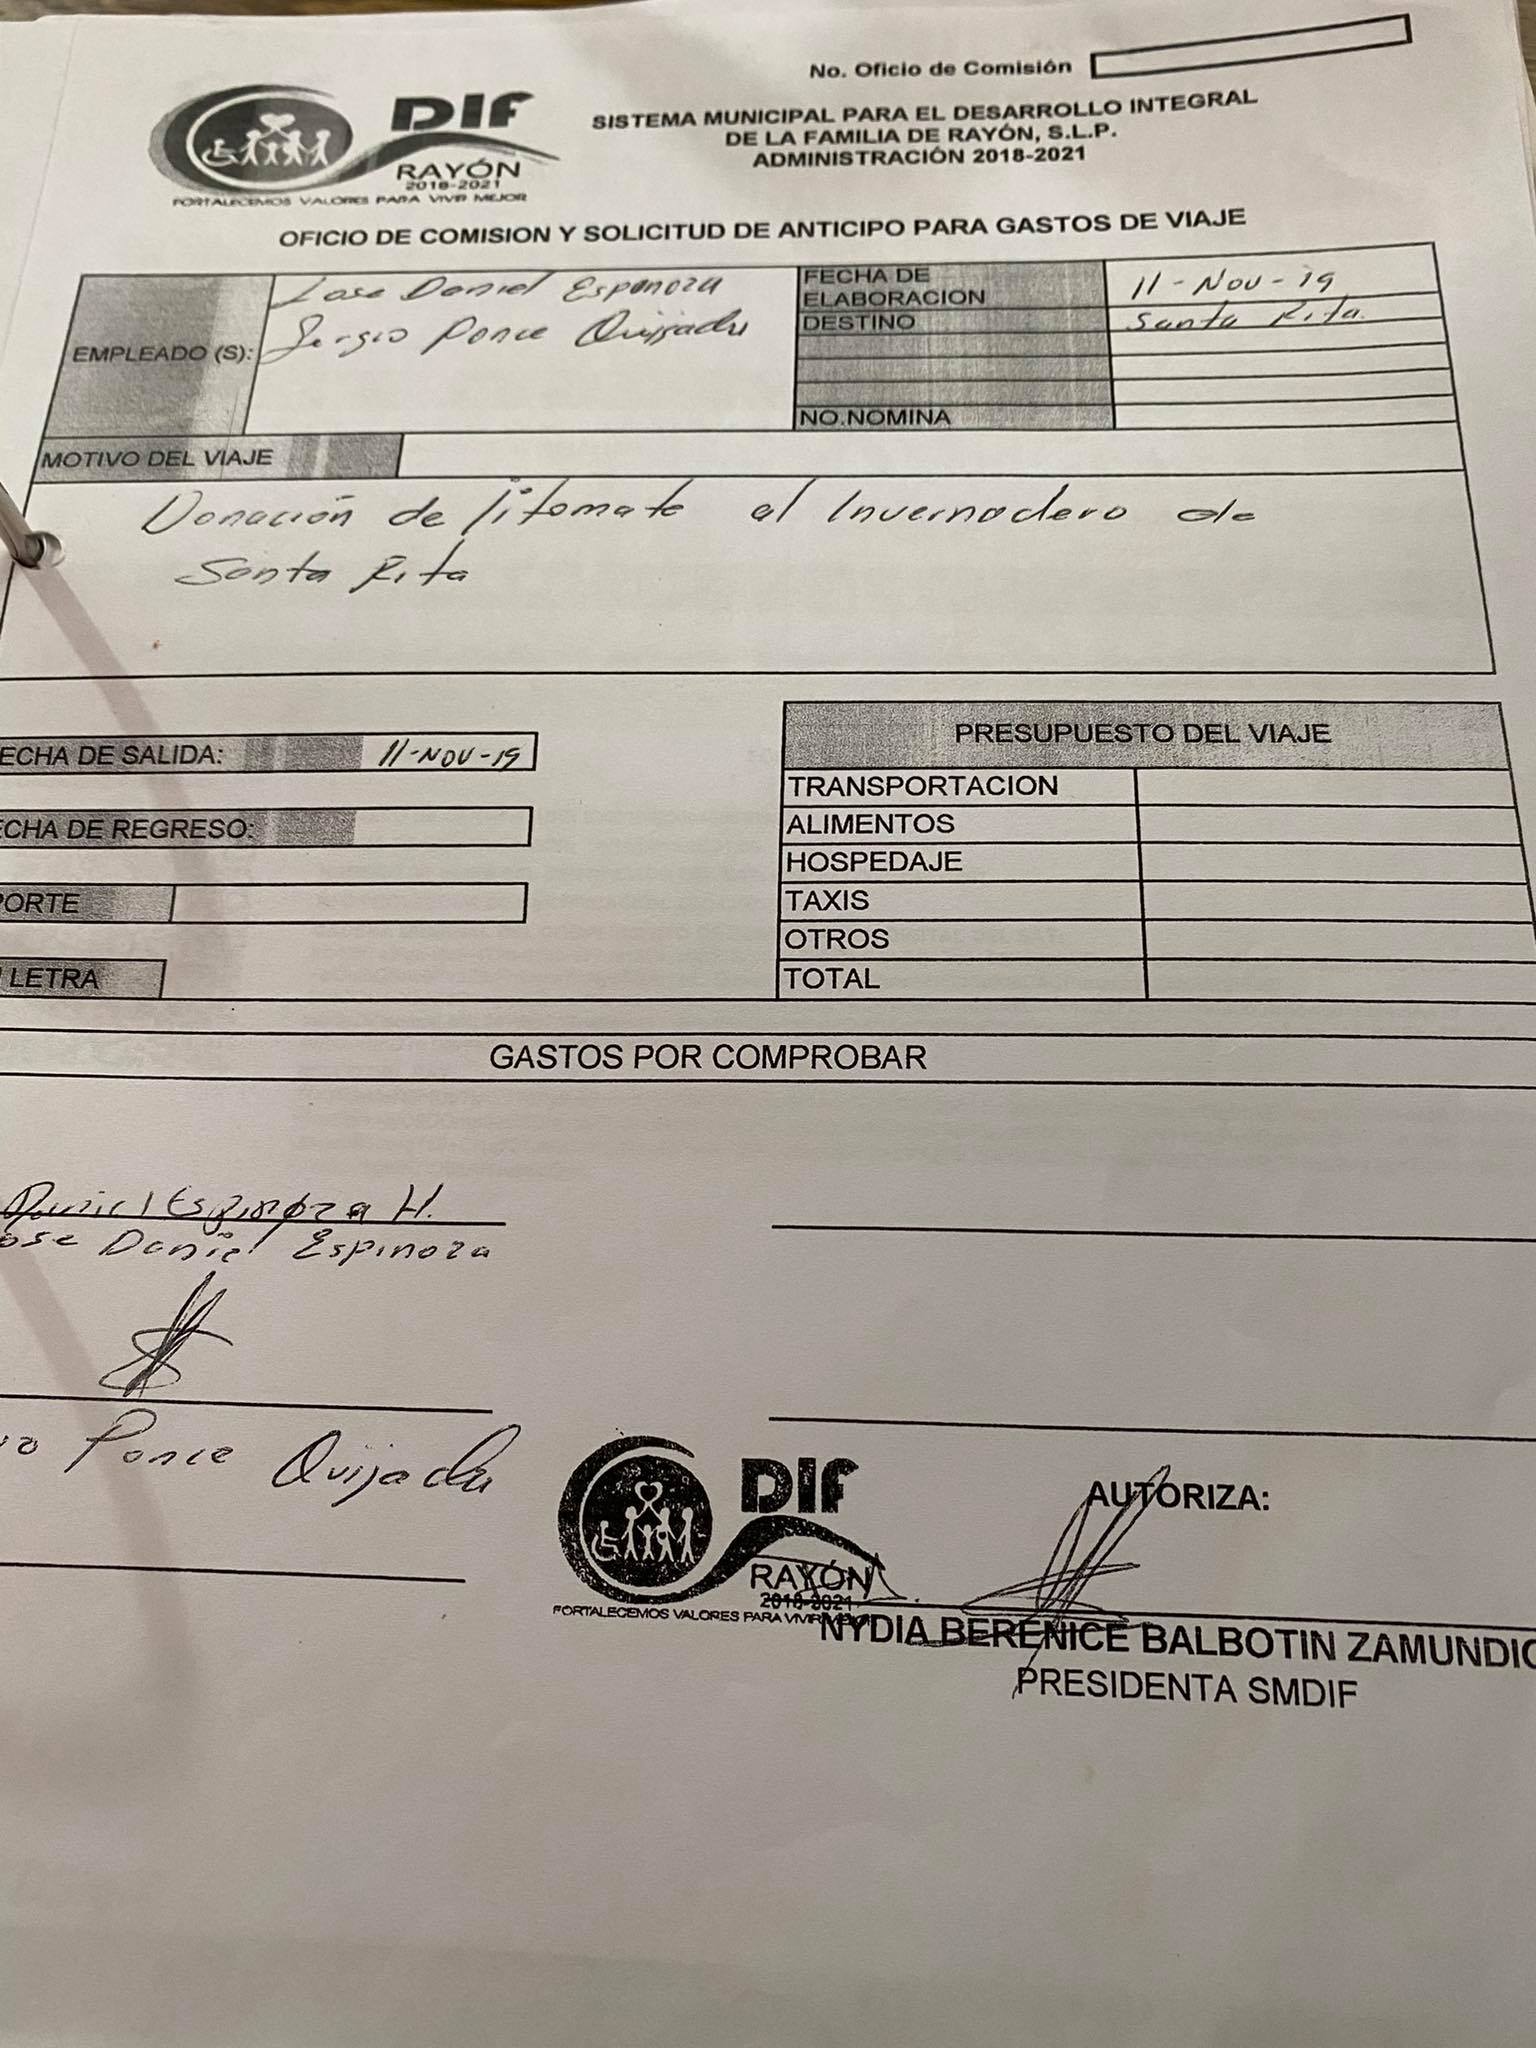 No. Oficio de Comisión
DIF
RAYÓN
2018-2021
FORTALECEMOS VALORES PARA VIVIR MEJOR
SISTEMA MUNICIPAL PARA EL DESARROLLO INTEGRAL
DE LA FAMILIA DE RAYÓN, S.L.P.
ADMINISTRACIÓN 2018-2021
OFICIO DE COMISION Y SOLICITUD DE ANTICIPO PARA GASTOS DE VIAJE
EMPLEADO (S):
Jose Daniel Espinoza
Sergio Ponce Quijada
FECHA DE
ELABORACION
11-Nov-19
DESTINO
Santa Rita.
NO.NOMINA
MOTIVO DEL VIAJE
Donación de jitomate al Invernadero de
Santa Rita
ECHA DE SALIDA: 11-NOV-19
ECHA DE REGRESO:
PORTE
LETRA
PRESUPUESTO DEL VIAJE
TRANSPORTACION
ALIMENTOS
HOSPEDAJE
TAXIS
OTROS
TOTAL
GASTOS POR COMPROBAR
Daniel Espinoza H.
ose Daniel Espinoza
io Ponce Quijada
DIF
RAYÓN
2018-2021
FORTALECEMOS VALORES PARA VIVIR MEJOR
AUTORIZA:
NYDIA BERENICE BALBOTIN ZAMUDIO
PRESIDENTA SMDIF